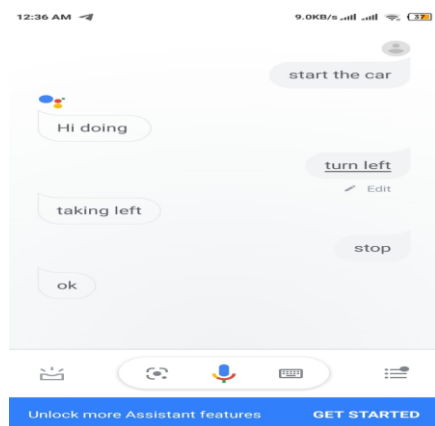 12:36 AM 9.0KB/s 37
start the car
Hi doing
turn left
Edit
taking left
stop
ok
Unlock more Assistant features GET STARTED